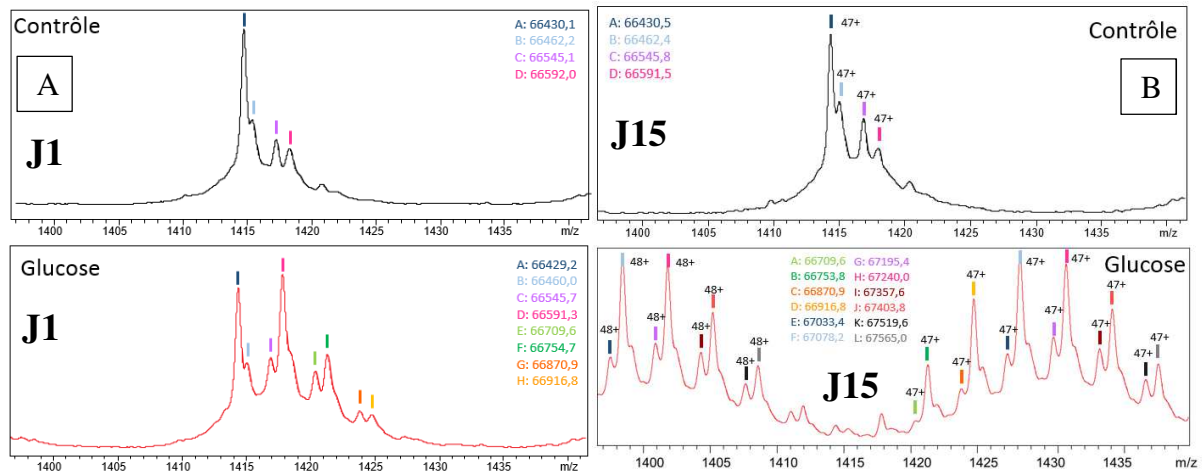 Contrôle
A
J1
A: 66430,1
B: 66462,2
C: 66545,1
D: 66592,0
1400 1405 1410 1415 1420 1425 1430 1435 m/z
A: 66430,5
B: 66462,4
C: 66545,8
D: 66591,5
47+
47+
47+
47+
Contrôle
B
J15
1400 1405 1410 1415 1420 1425 1430 1435 m/z
Glucose
J1
A: 66429,2
B: 66460,0
C: 66545,7
D: 66591,3
E: 66709,6
F: 66754,7
G: 66870,9
H: 66916,8
1400 1405 1410 1415 1420 1425 1430 1435 m/z
48+ 48+ 48+ 48+ 48+ 48+ 48+
A: 66709,6 G: 67195,4
B: 66753,8 H: 67240,0
C: 66870,9 I: 67357,6
D: 66916,8 J: 67403,8
E: 67033,4 K: 67519,6
F: 67078,2 L: 67565,0
Glucose
47+ 47+ 47+ 47+ 47+ 47+ 47+ 47+ 47+ 47+ 47+ 47+
J15
1400 1405 1410 1415 1420 1425 1430 1435 m/z